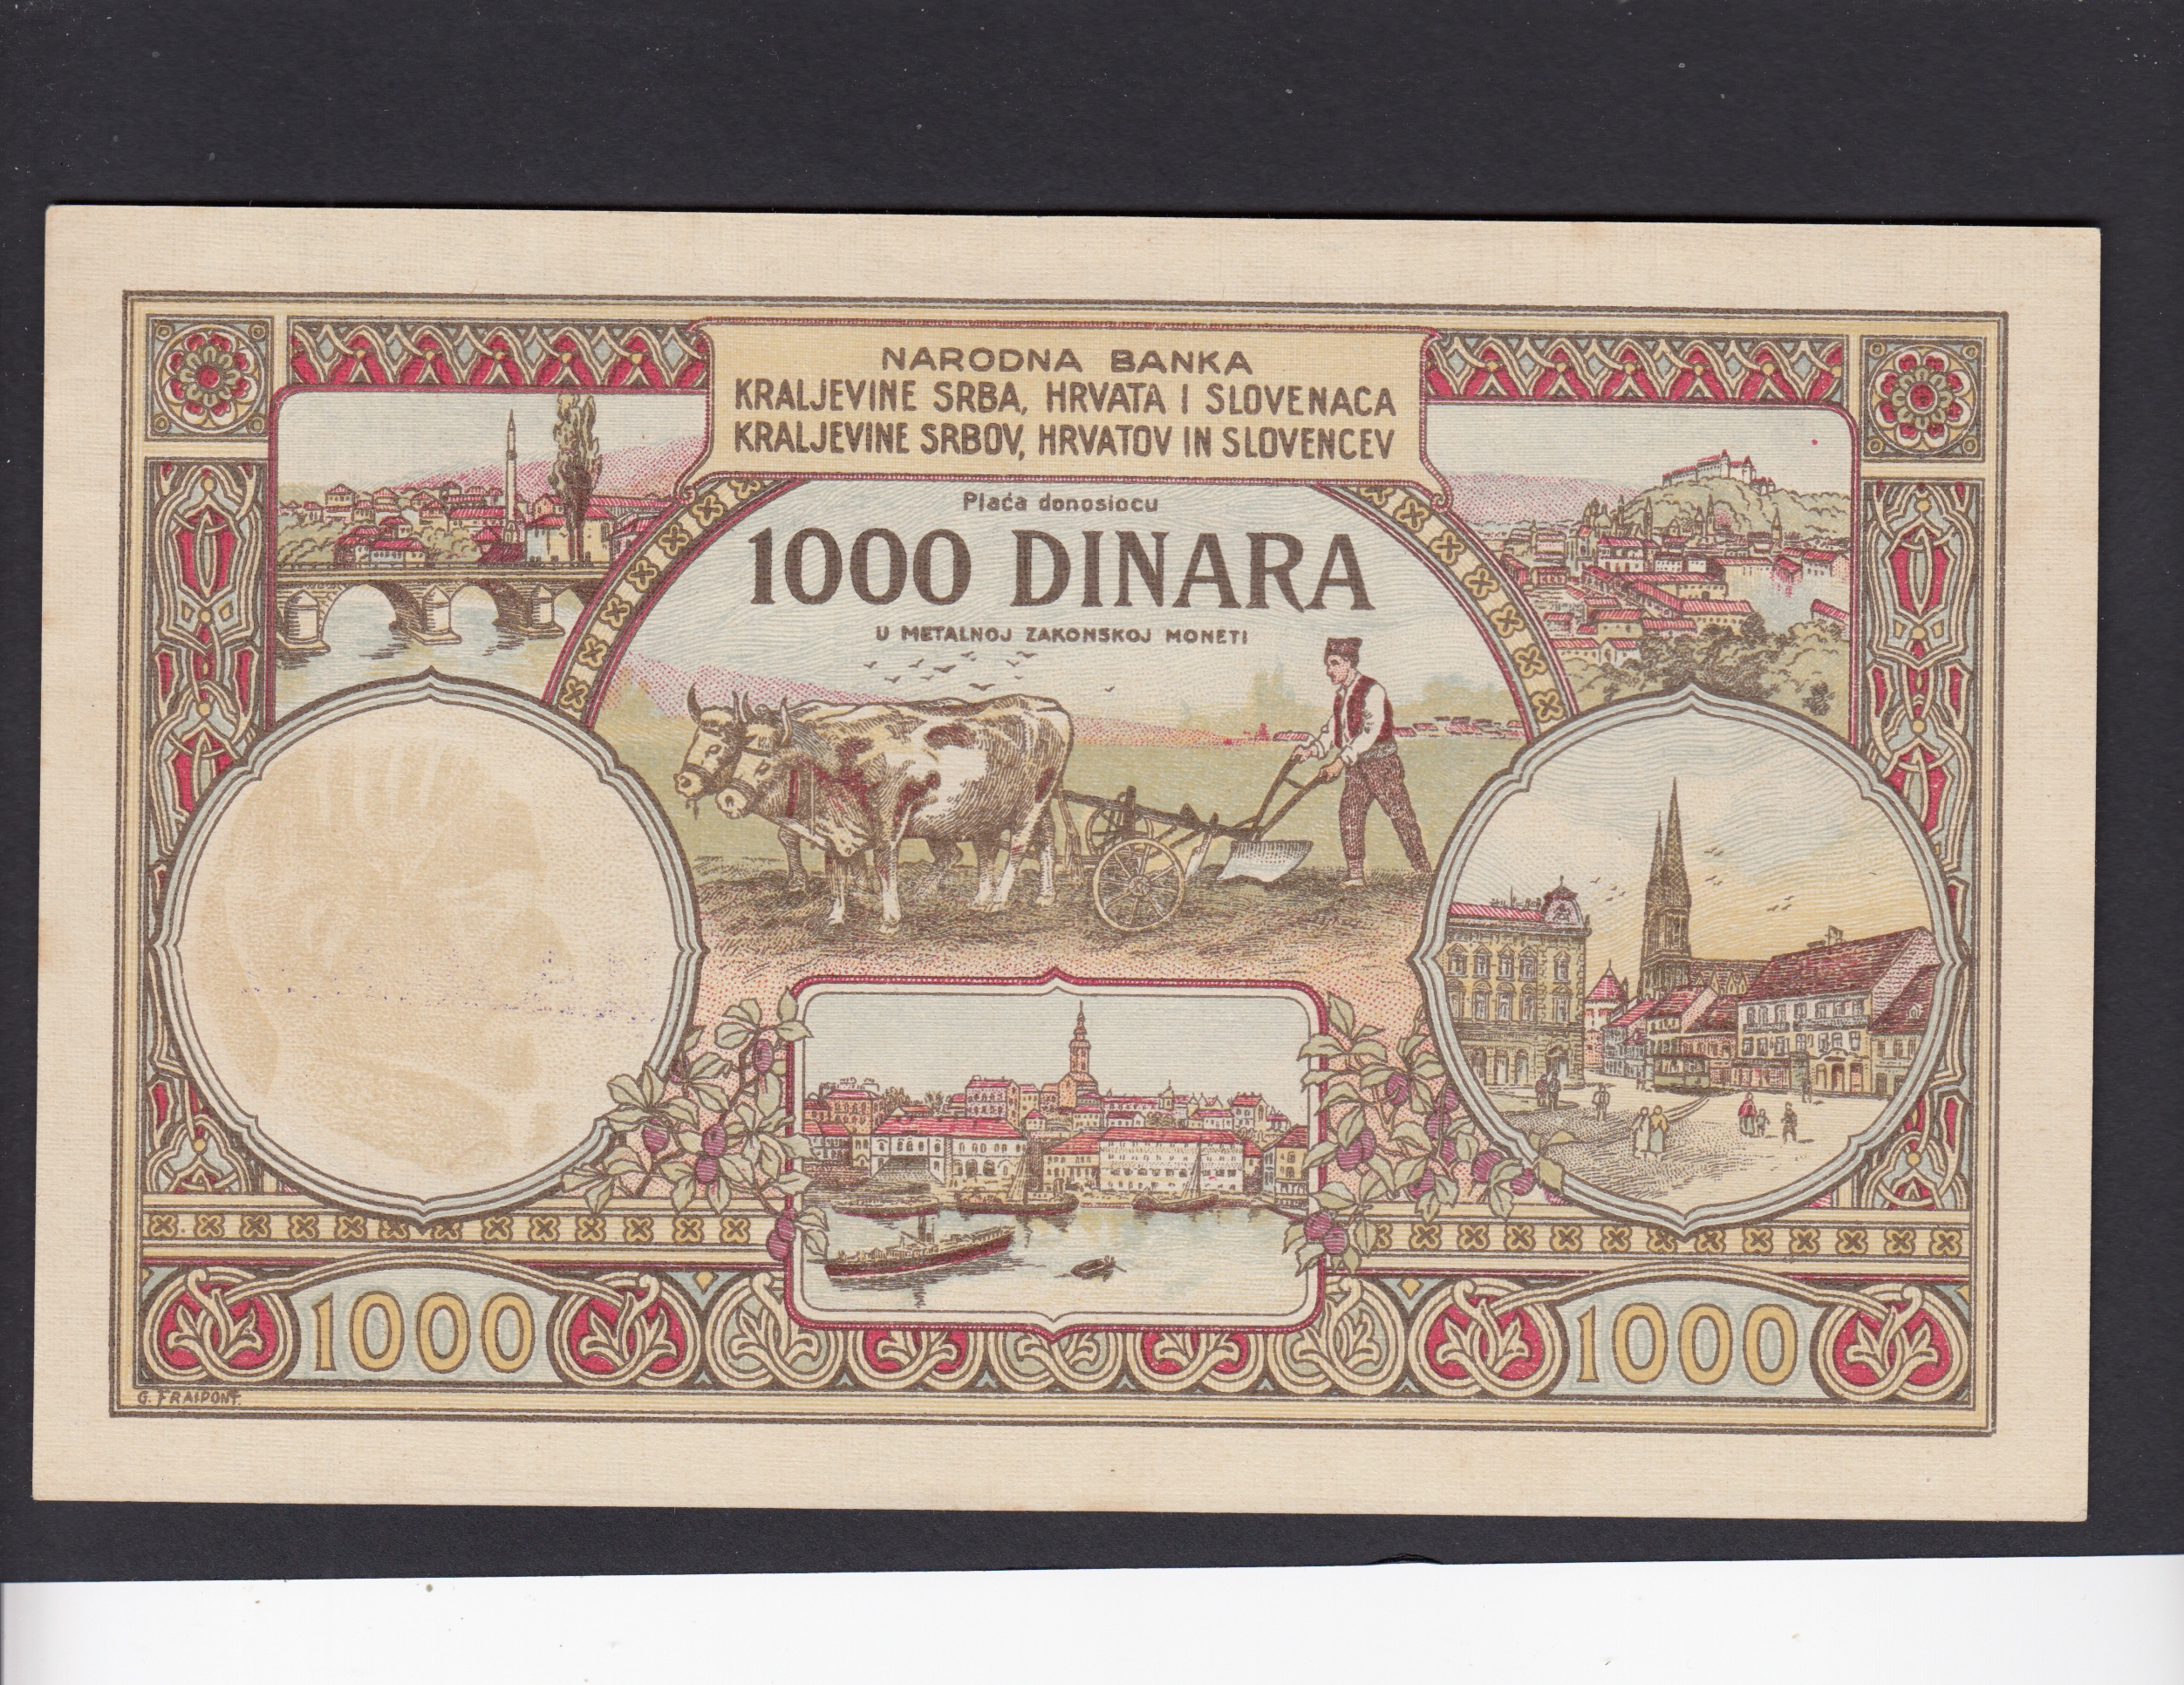 NARODNA BANKA
KRALJEVINE SRBA, HRVATA I SLOVENACA
KRALJEVINE SRBOV, HRVATOV IN SLOVENCEV
Plaća donosiocu
1000 DINARA
U METALNOJ ZAKONSKOJ MONETI
1000
1000
G. FRAIPONT.